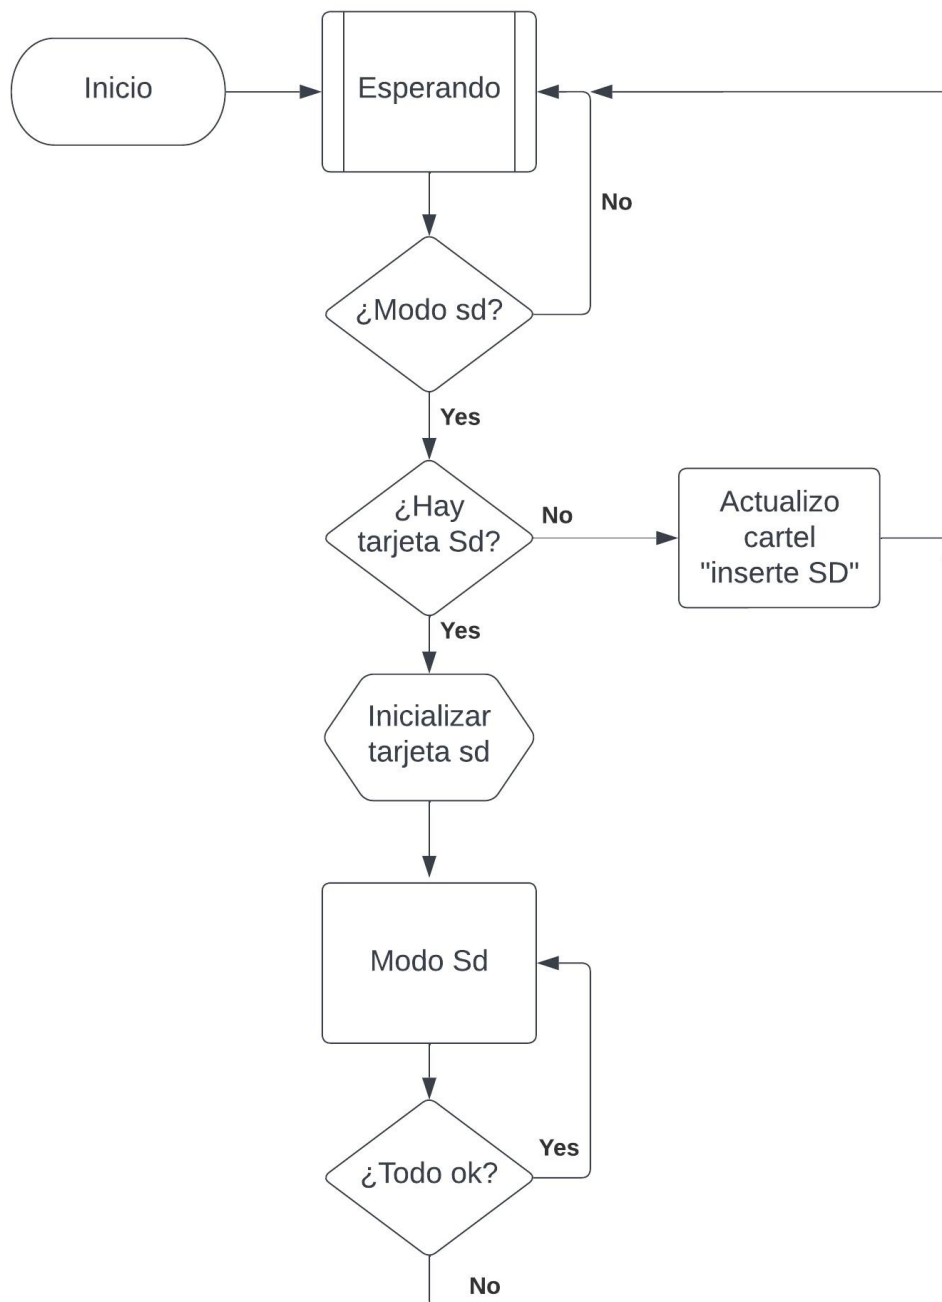 Inicio
Esperando
No
¿Modo sd?
Yes
¿Hay
tarjeta Sd?
No
Actualizo
cartel
"inserte SD"
Yes
Inicializar
tarjeta sd
Modo Sd
Yes
¿Todo ok?
No